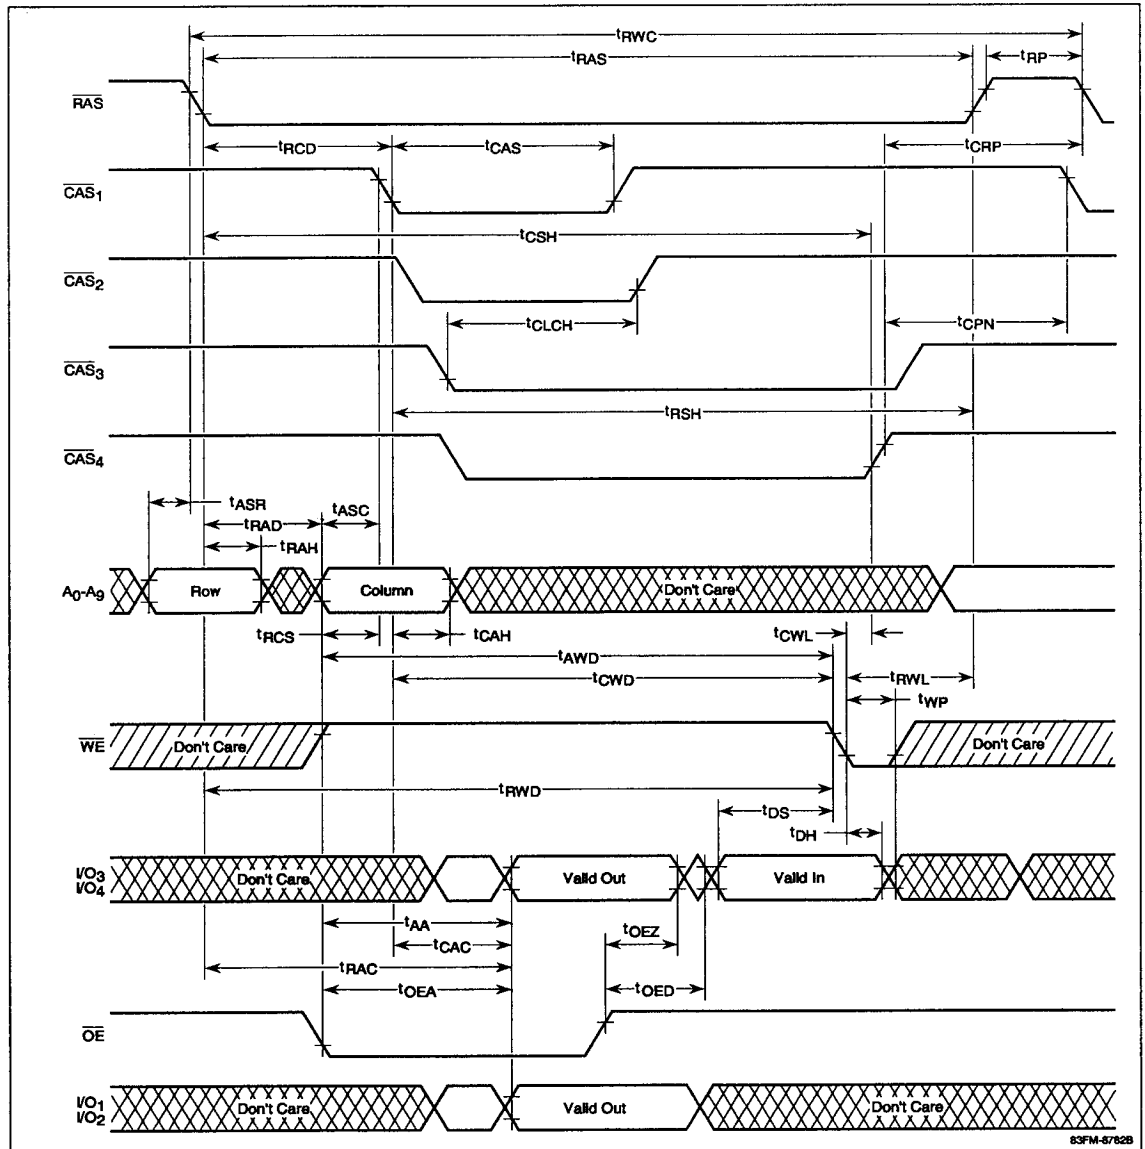 tRWC
tRAS
tRP
RAS
tRCD
tCAS
tCRP
CAS1
tCSH
CAS2
tCLCH
tCPN
CAS3
tRSH
CAS4
tASR
tRAD
tASC
tRAH
A0-A9
Row
Column
Don't Care
tRCS
tCAH
tCWL
tAWD
tRWL
tCWD
tWP
WE
Don't Care
Don't Care
tRWD
tDS
tDH
I/O3
I/O4
Don't Care
Valid Out
Valid In
tAA
tOEZ
tCAC
tRAC
tOEA
tOED
OE
I/O1
I/O2
Don't Care
Valid Out
Don't Care
83FM-8782B